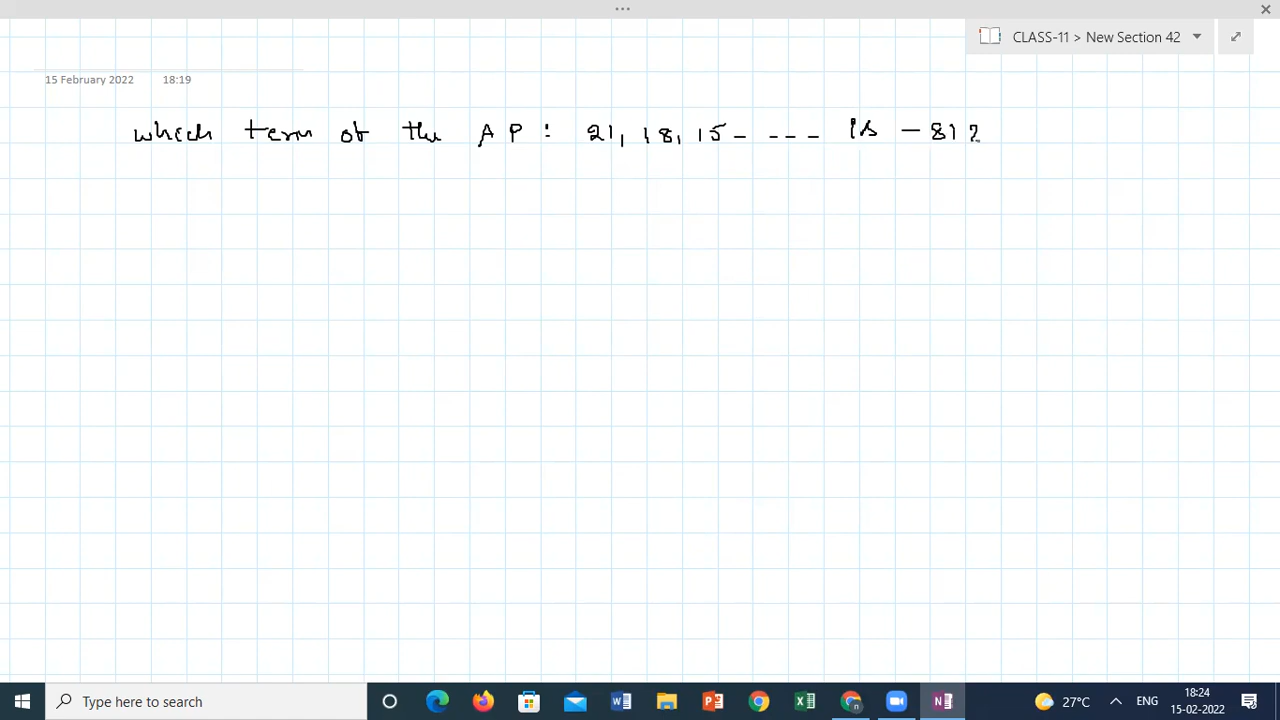 ...
CLASS-11 > New Section 42
15 February 2022 18:19
which term of the AP: 21, 18, 15- --- is -81?
Type here to search
27°C ENG 18:24
15-02-2022